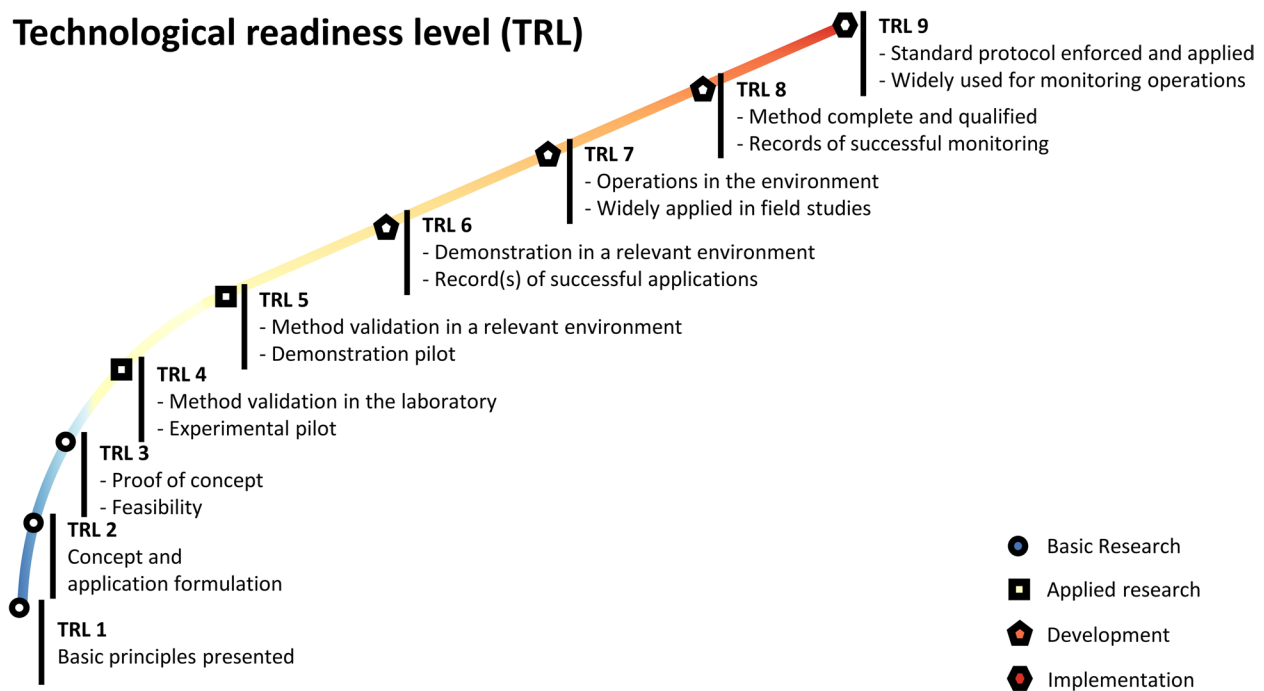 Technological readiness level (TRL)
TRL 9
- Standard protocol enforced and applied
- Widely used for monitoring operations
TRL 8
- Method complete and qualified
- Records of successful monitoring
TRL 7
- Operations in the environment
- Widely applied in field studies
TRL 6
- Demonstration in a relevant environment
- Record(s) of successful applications
TRL 5
- Method validation in a relevant environment
- Demonstration pilot
TRL 4
- Method validation in the laboratory
- Experimental pilot
TRL 3
- Proof of concept
- Feasibility
TRL 2
Concept and
application formulation
TRL 1
Basic principles presented
Basic Research
Applied research
Development
Implementation